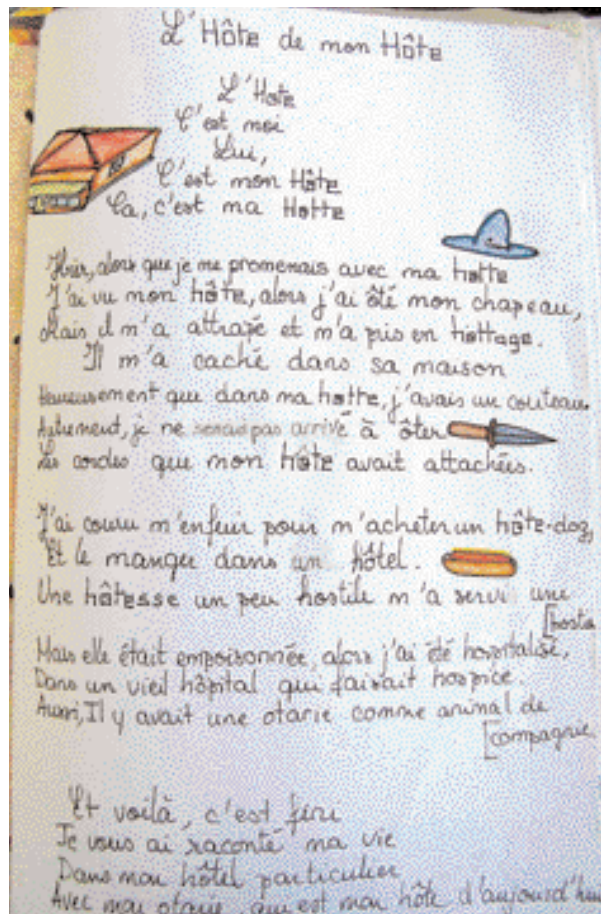 L'Hôte de mon Hôte
L'Hote
C'est moi
Lui,
C'est mon Hôte
Ça, c'est ma Hotte
Hier, alors que je me promenais avec ma hotte
J'ai vu mon hôte, alors j'ai ôté mon chapeau,
Mais il m'a attrapé et m'a pris en hottage.
Il m'a caché dans sa maison
Heureusement que dans ma hotte, j'avais un couteau.
Autrement, je ne serais pas arrivé à ôter
Les cordes que mon hôte avait attachées.
J'ai couru m'enfuir pour m'acheter un hôte-dog,
Et le manger dans un hôtel.
Une hôtesse un peu hostile m'a servi une
[hostie
Mais elle était empoisonnée, alors j'ai été hospitalisé,
Dans un vieil hôpital qui faisait hospice.
Aussi, Il y avait une otarie comme animal de
[compagnie
Et voilà, c'est fini
Je vous ai raconté ma vie
Dans mon hôtel particulier
Avec mon otarie, qui est mon hôte d'aujourd'hui